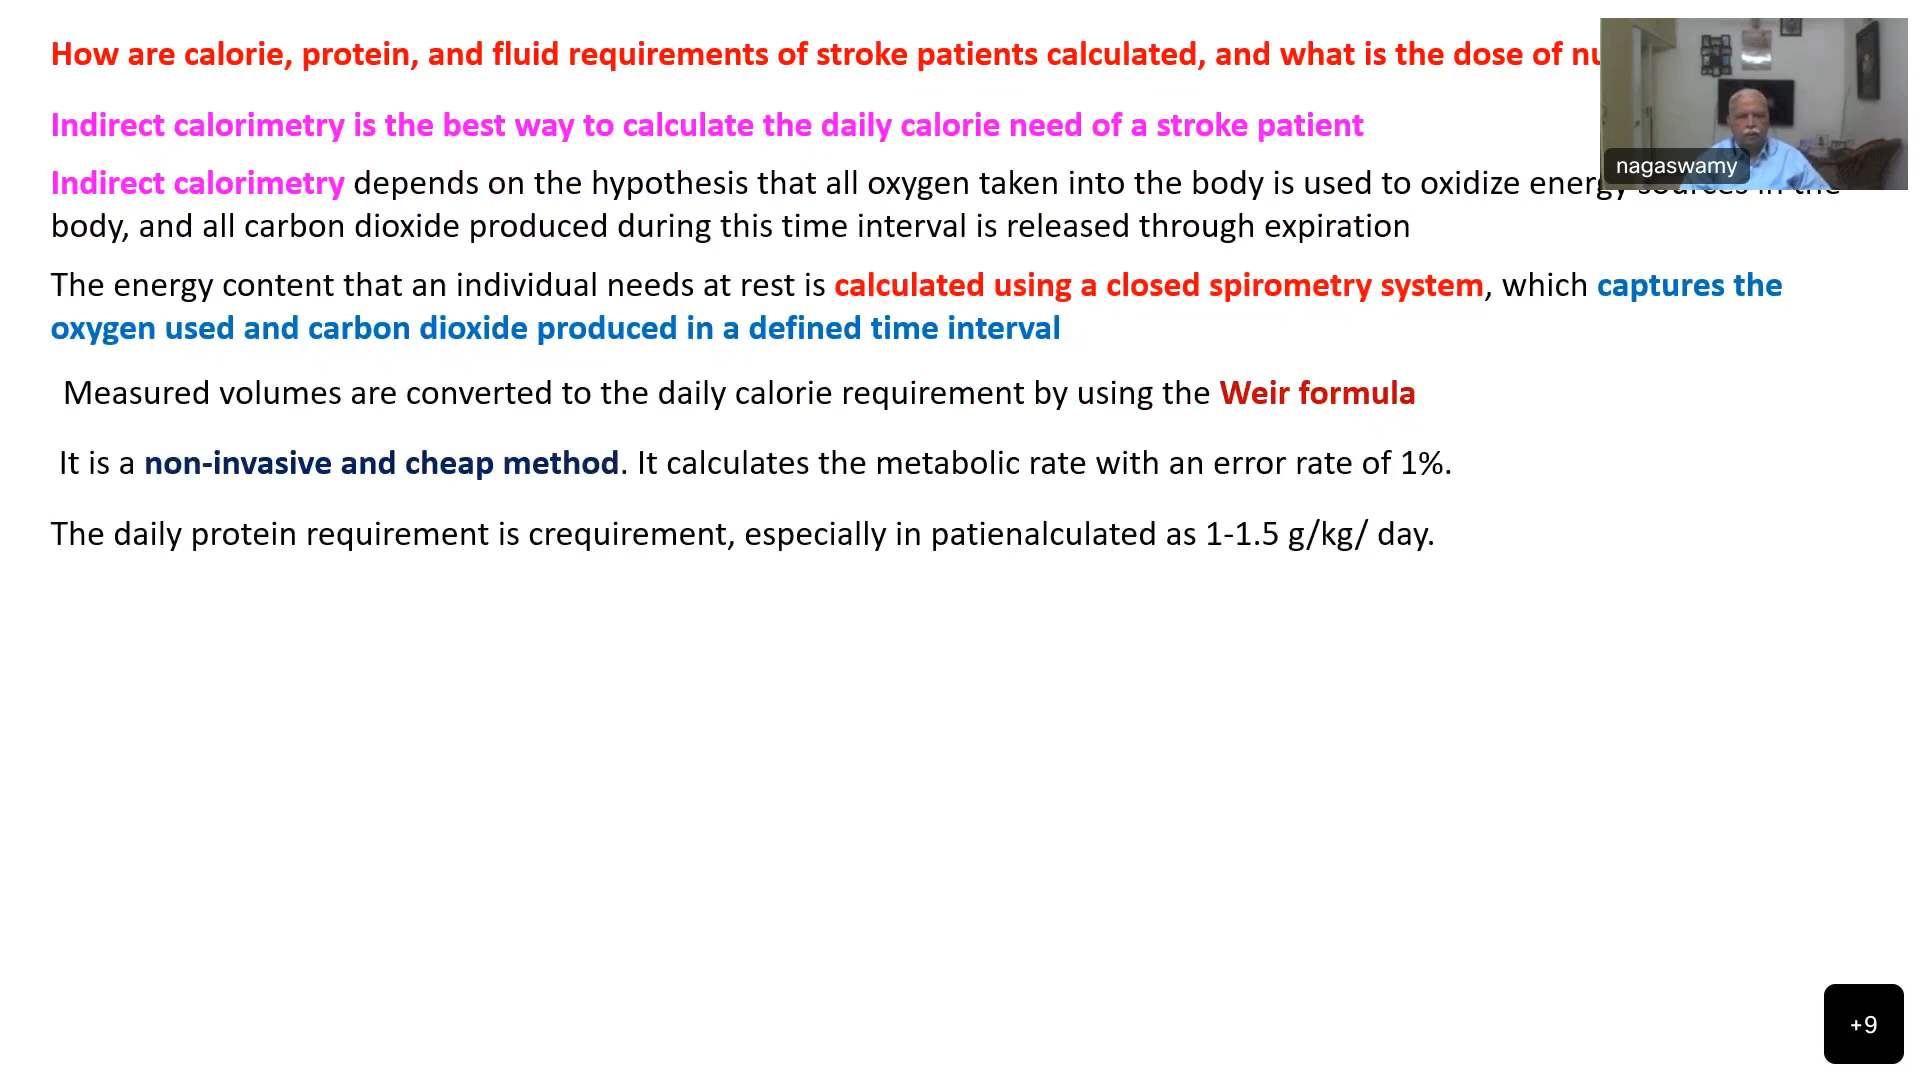 How are calorie, protein, and fluid requirements of stroke patients calculated, and what is the dose of
nagaswamy
Indirect calorimetry is the best way to calculate the daily calorie need of a stroke patient
Indirect calorimetry depends on the hypothesis that all oxygen taken into the body is used to oxidize energy sources in the
body, and all carbon dioxide produced during this time interval is released through expiration
The energy content that an individual needs at rest is calculated using a closed spirometry system, which captures the
oxygen used and carbon dioxide produced in a defined time interval
Measured volumes are converted to the daily calorie requirement by using the Weir formula
It is a non-invasive and cheap method. It calculates the metabolic rate with an error rate of 1%.
The daily protein requirement is crequirement, especially in patienalculated as 1-1.5 g/kg/ day.
+9